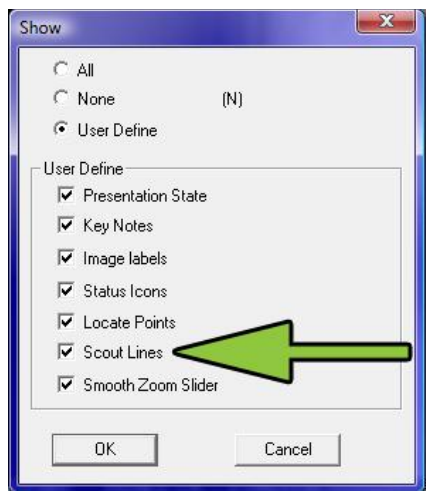 Show
All
None (N)
User Define
User Define
Presentation State
Key Notes
Image labels
Status Icons
Locate Points
Scout Lines
Smooth Zoom Slider
OK Cancel